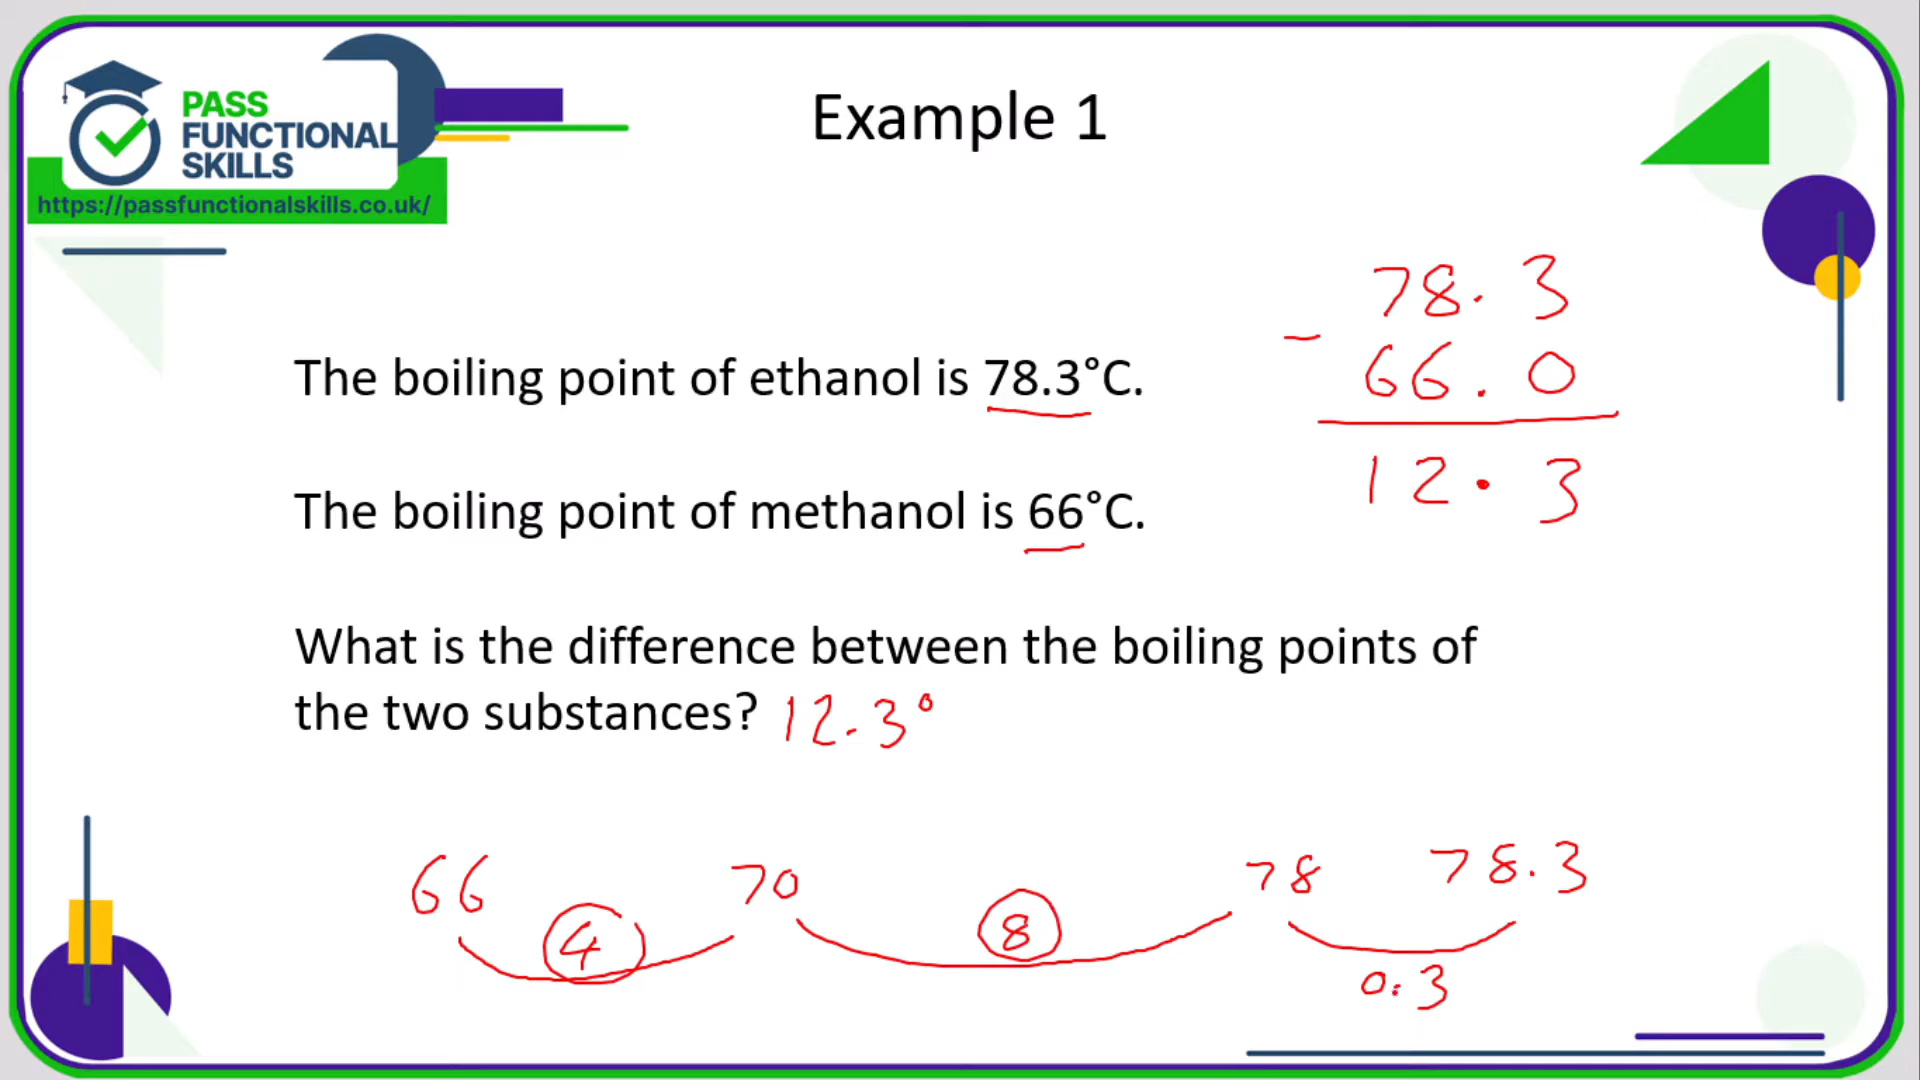 PASS
FUNCTIONAL
SKILLS
https://passfunctionalskills.co.uk/
Example 1
78.3
- 66.0
12.3
The boiling point of ethanol is 78.3°C.
The boiling point of methanol is 66°C.
What is the difference between the boiling points of
the two substances? 12.3°
66 70 78 78.3
4 8 0.3